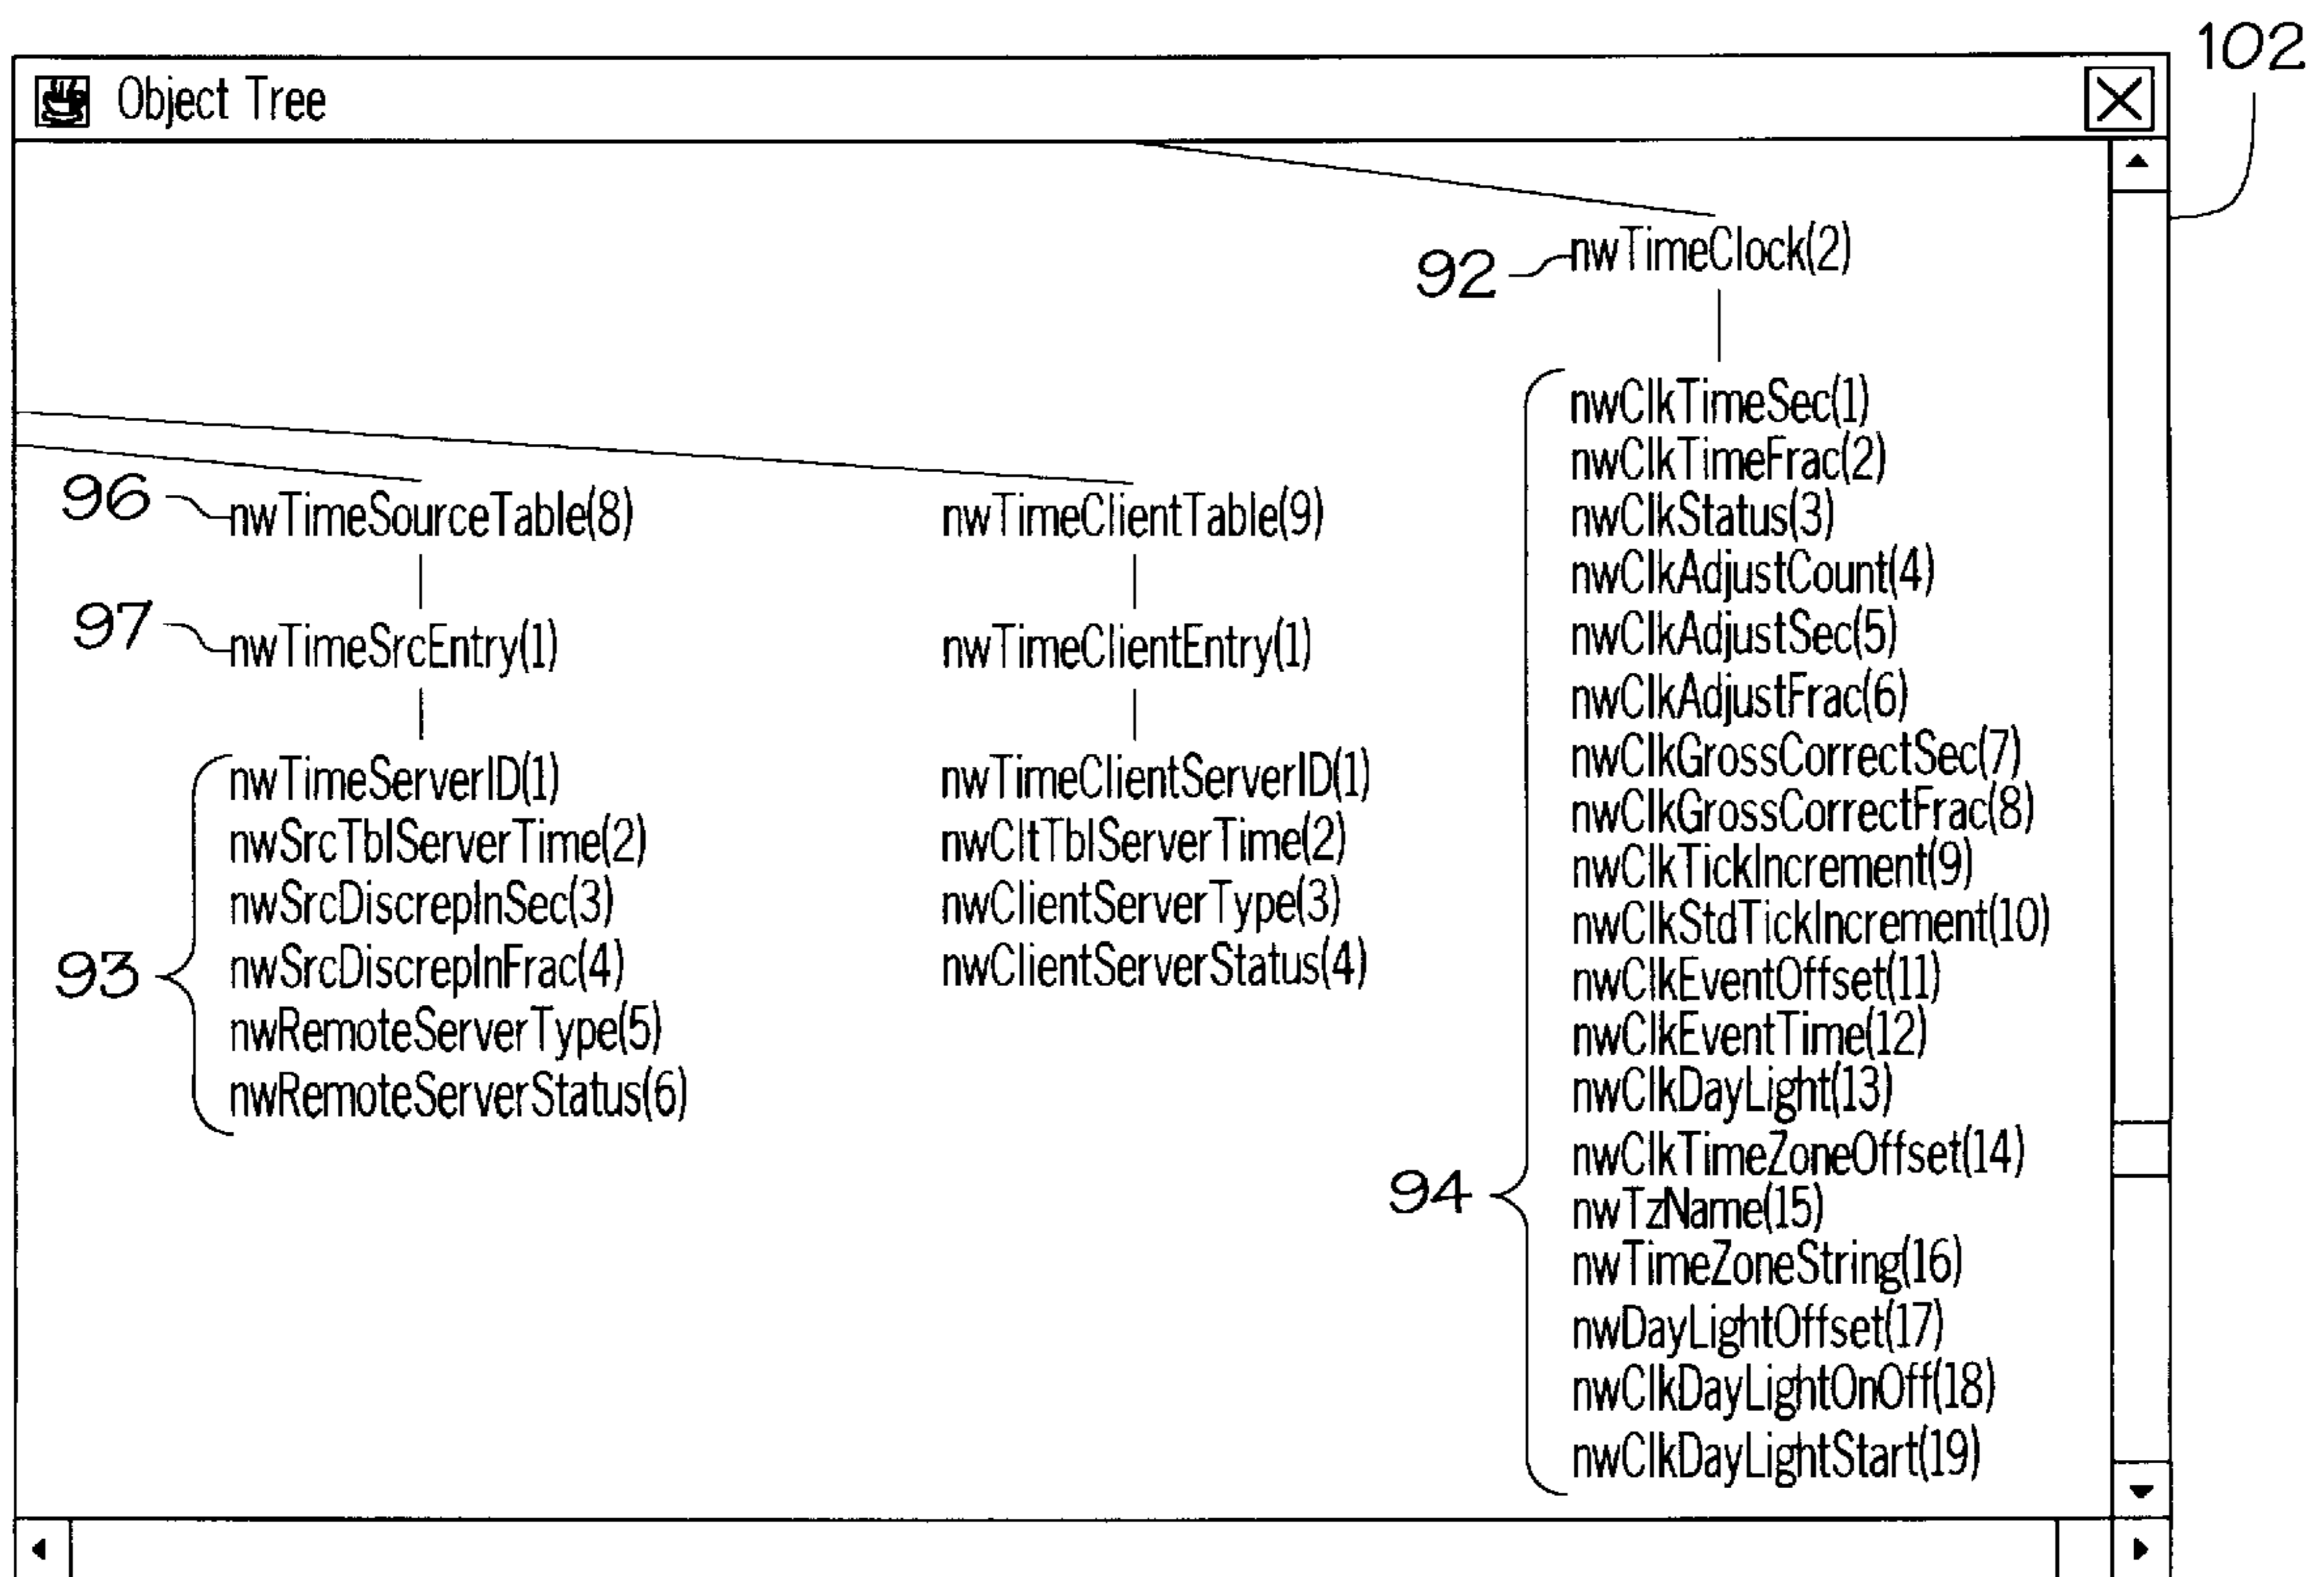 102
Object Tree
92
nwTimeClock(2)
96
nwTimeSourceTable(8)
97
nwTimeSrcEntry(1)
93
nwTimeServerID(1)
nwSrcTblServerTime(2)
nwSrcDiscrepInSec(3)
nwSrcDiscrepInFrac(4)
nwRemoteServerType(5)
nwRemoteServerStatus(6)
nwTimeClientTable(9)
nwTimeClientEntry(1)
nwTimeClientServerID(1)
nwCltTblServerTime(2)
nwClientServerType(3)
nwClientServerStatus(4)
94
nwClkTimeSec(1)
nwClkTimeFrac(2)
nwClkStatus(3)
nwClkAdjustCount(4)
nwClkAdjustSec(5)
nwClkAdjustFrac(6)
nwClkGrossCorrectSec(7)
nwClkGrossCorrectFrac(8)
nwClkTickIncrement(9)
nwClkStdTickIncrement(10)
nwClkEventOffset(11)
nwClkEventTime(12)
nwClkDayLight(13)
nwClkTimeZoneOffset(14)
nwTzName(15)
nwTimeZoneString(16)
nwDayLightOffset(17)
nwClkDayLightOnOff(18)
nwClkDayLightStart(19)